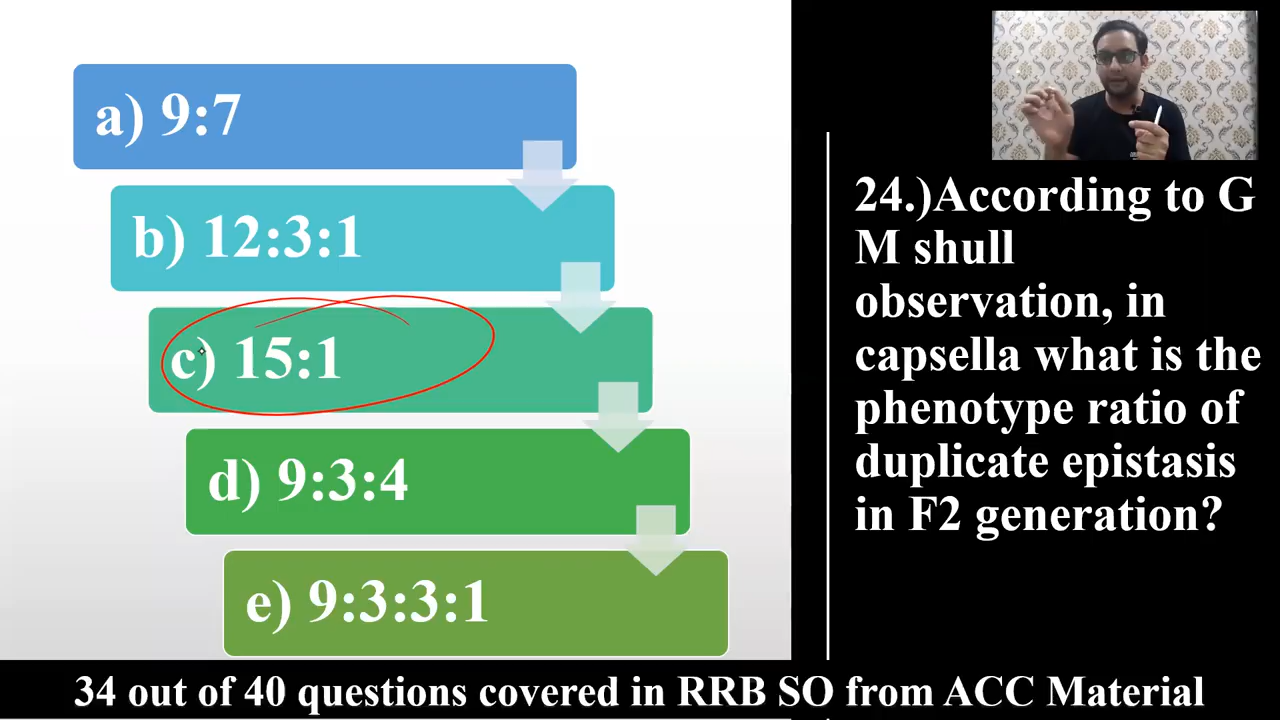 a) 9:7
b) 12:3:1
c) 15:1
d) 9:3:4
e) 9:3:3:1
24.)According to G
M shull
observation, in
capsella what is the
phenotype ratio of
duplicate epistasis
in F2 generation?
34 out of 40 questions covered in RRB SO from ACC Material